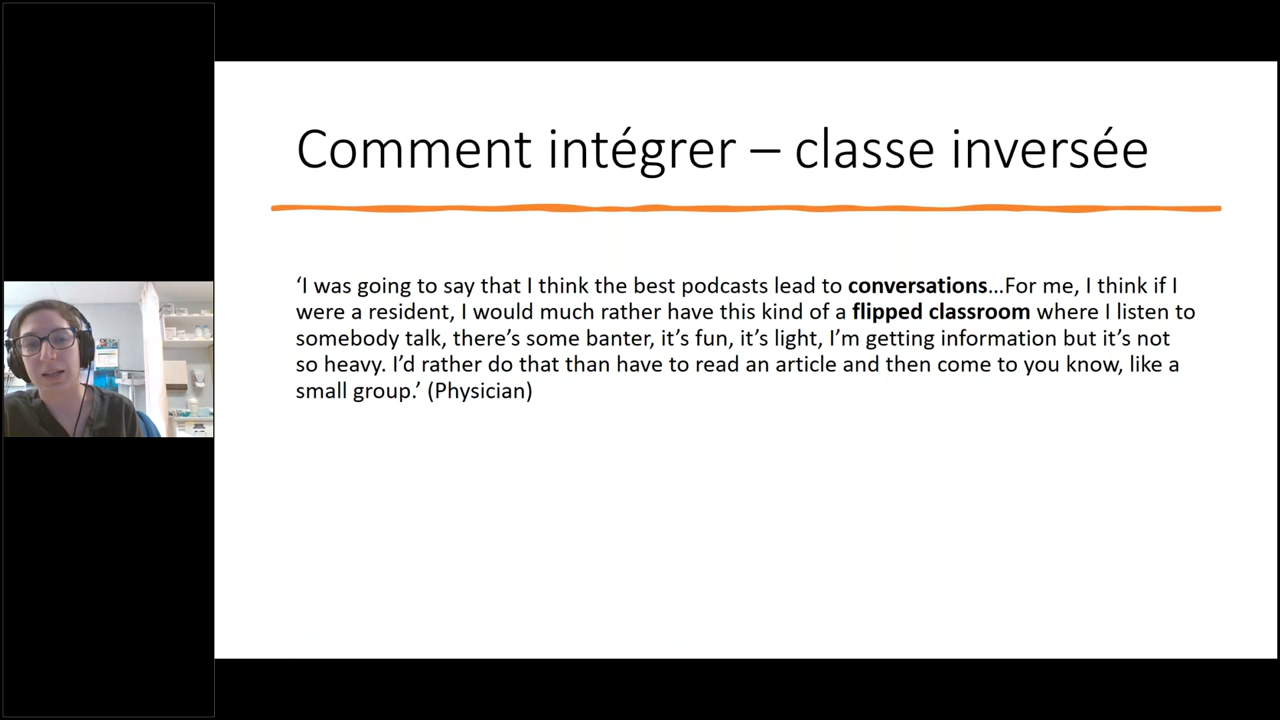 Comment intégrer – classe inversée
‘I was going to say that I think the best podcasts lead to conversations…For me, I think if I
were a resident, I would much rather have this kind of a flipped classroom where I listen to
somebody talk, there’s some banter, it’s fun, it’s light, I’m getting information but it’s not
so heavy. I’d rather do that than have to read an article and then come to you know, like a
small group.’ (Physician)